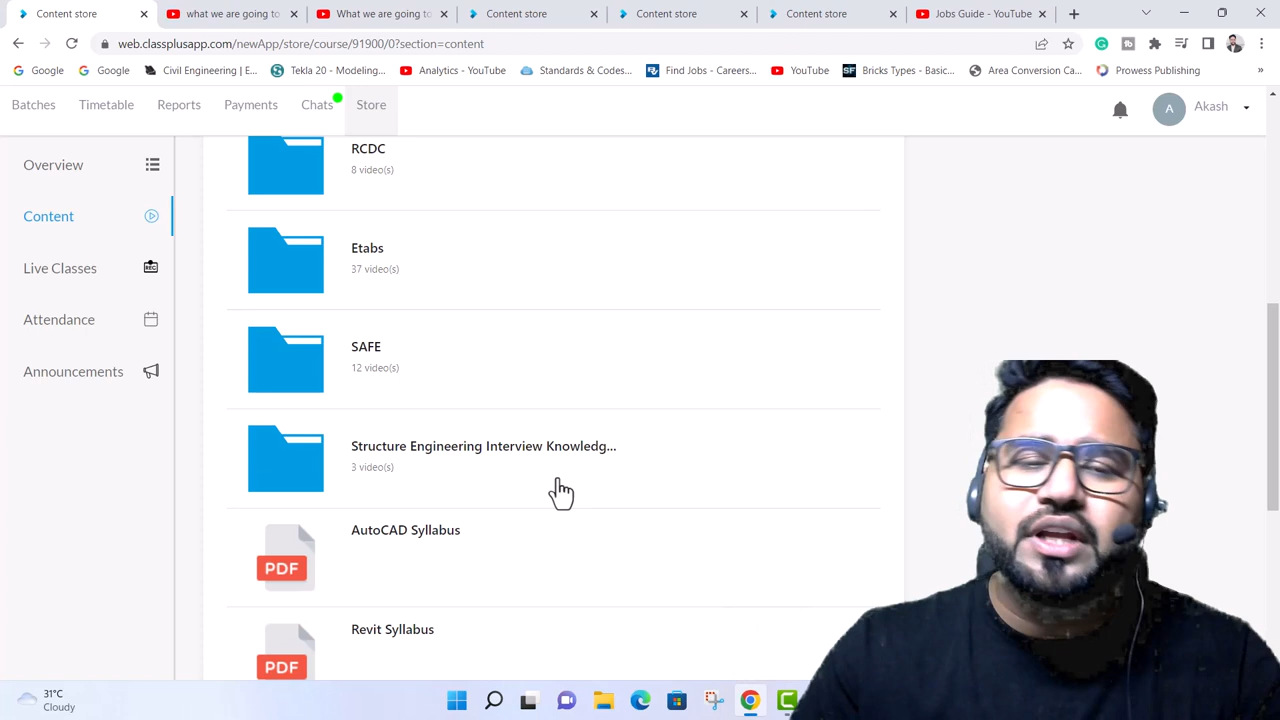 Content store
what we are going to
What we are going to
Content store
Content store
Content store
Jobs Guide - YouTube
web.classplusapp.com/newApp/store/course/91900/0?section=content
Google
Google
Civil Engineering | E...
Tekla 20 - Modeling...
Analytics - YouTube
Standards & Codes...
Find Jobs - Careers...
YouTube
SF
Bricks Types - Basic...
Area Conversion Ca...
Prowess Publishing
»
Batches
Timetable
Reports
Payments
Chats
Store
A
Akash
Overview
Content
Live Classes
REC
Attendance
Announcements
RCDC
8 video(s)
Etabs
37 video(s)
SAFE
12 video(s)
Structure Engineering Interview Knowledg...
3 video(s)
PDF
AutoCAD Syllabus
PDF
Revit Syllabus
31°C
Cloudy